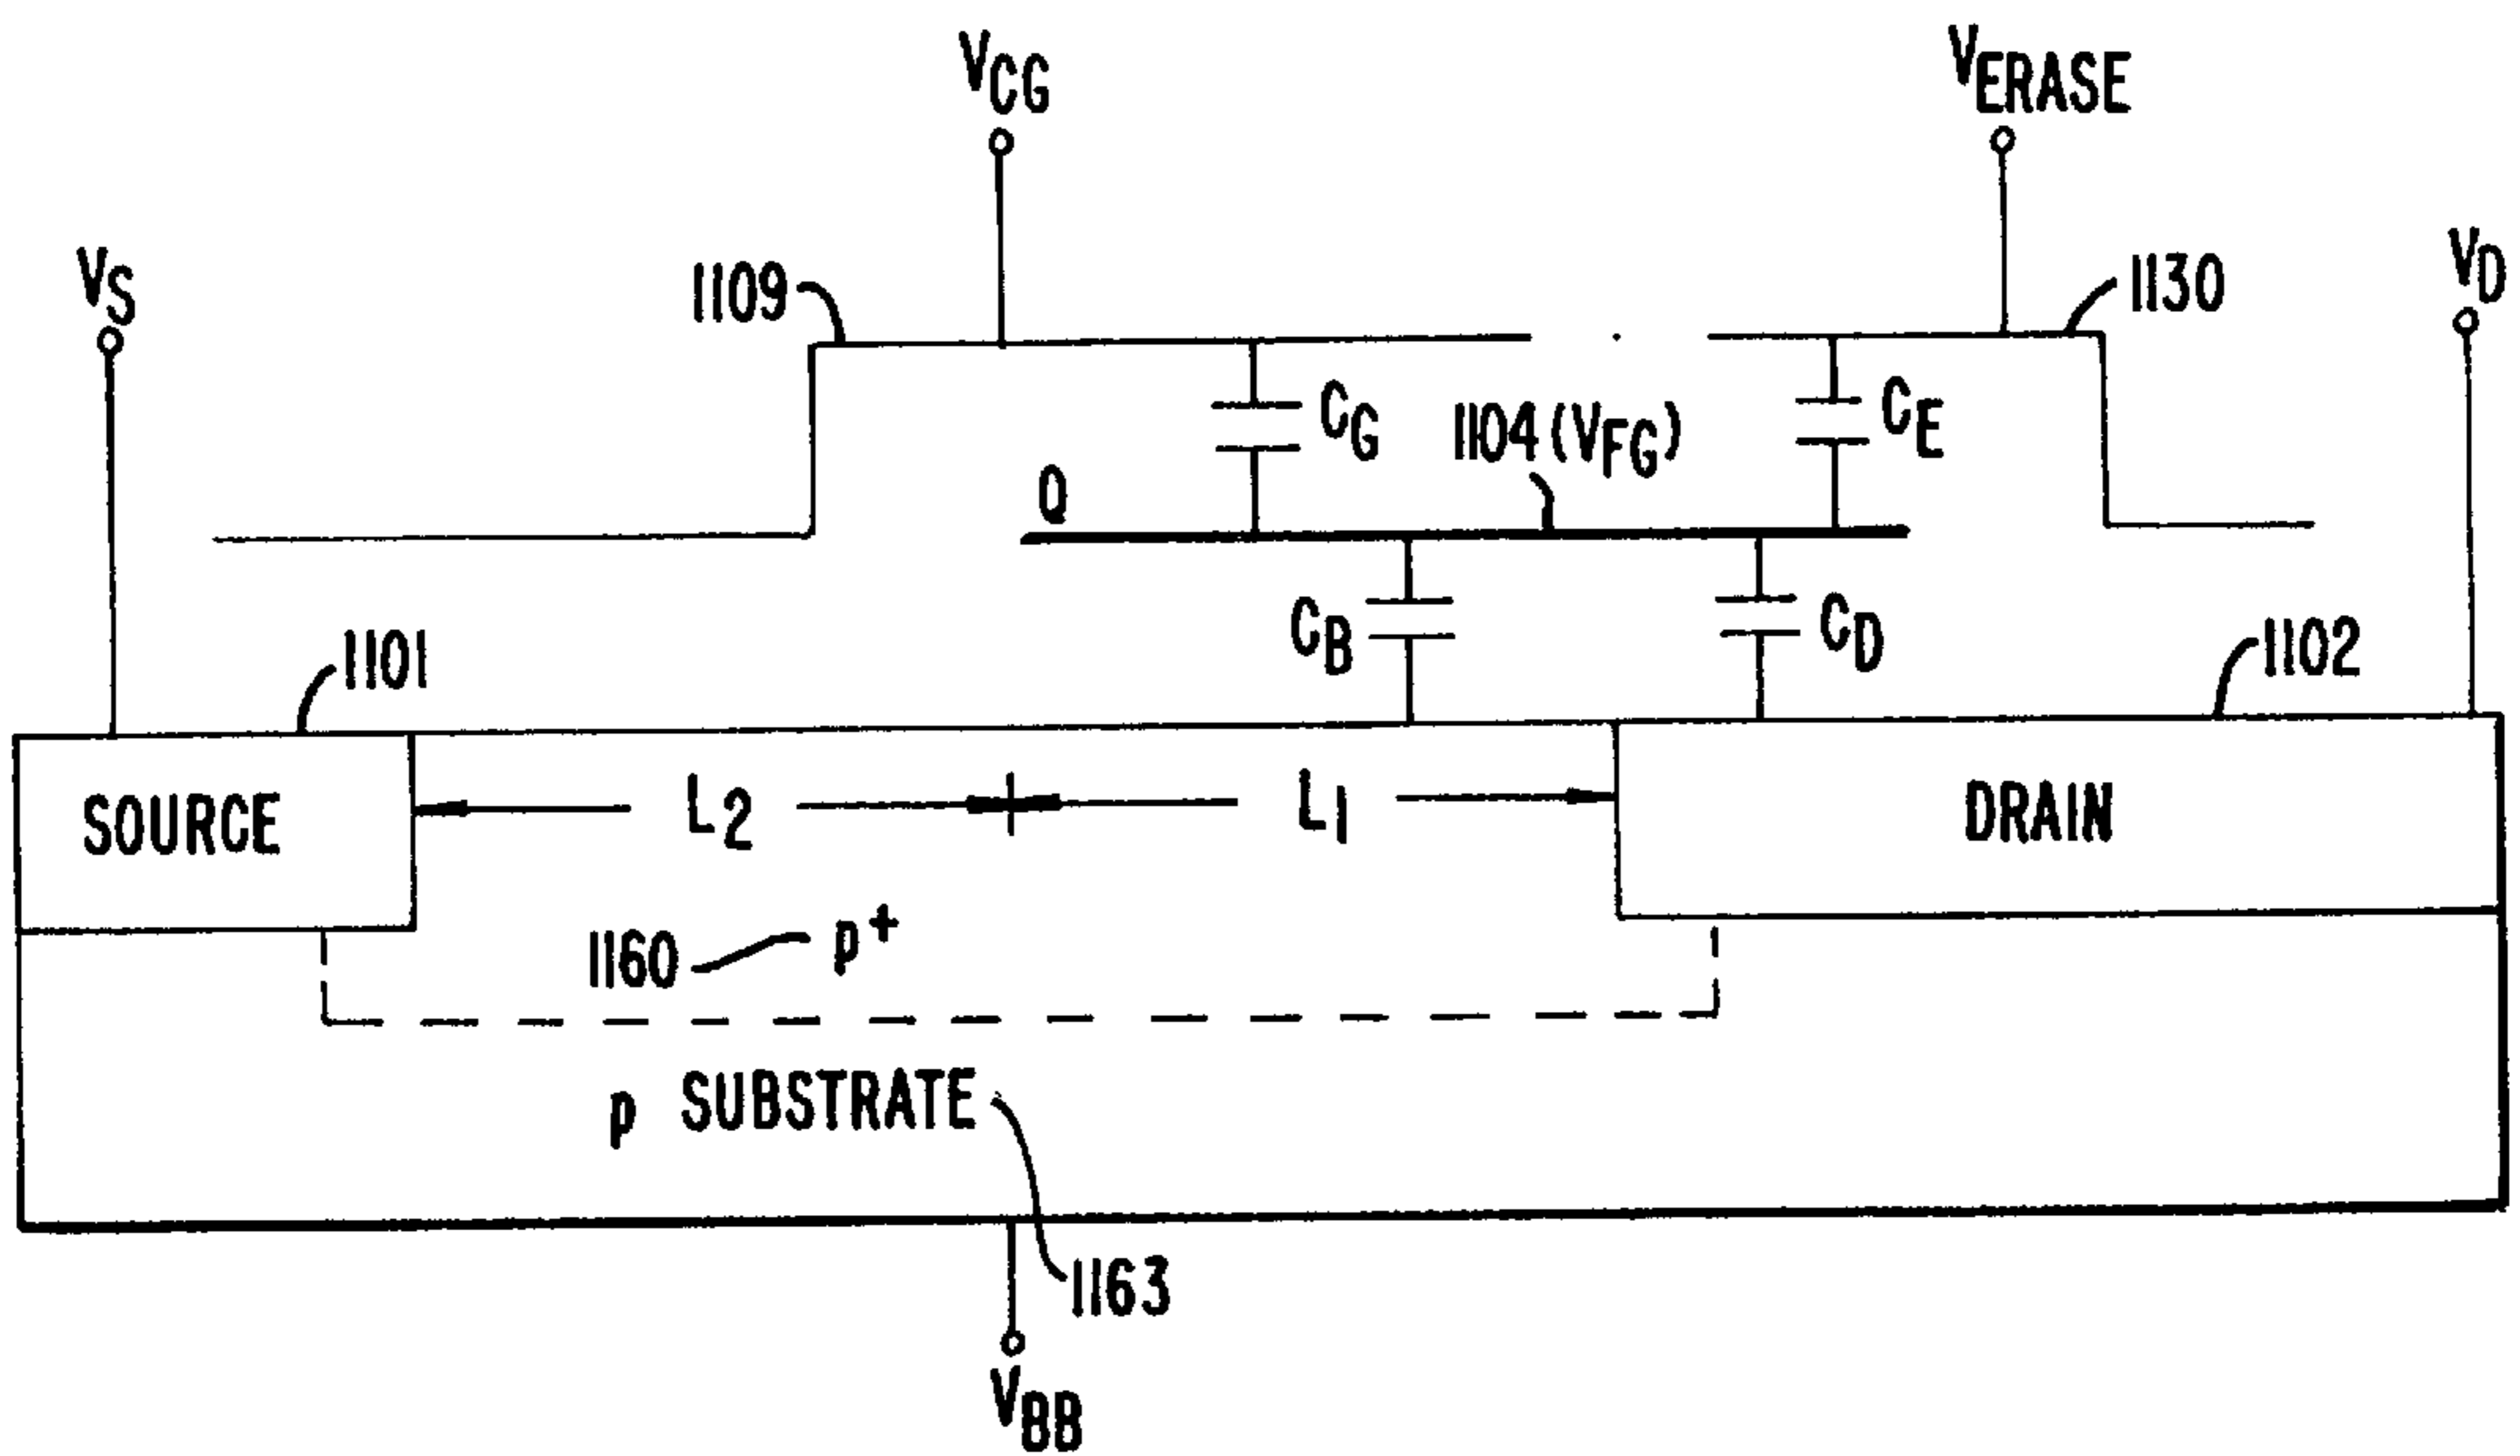 VCG
VERASE
VS
1109
1130
VD
CG
1104 (VFG)
CE
Q
CB
CD
1101
1102
SOURCE
L2
L1
DRAIN
1160
p+
p SUBSTRATE
1163
VBB